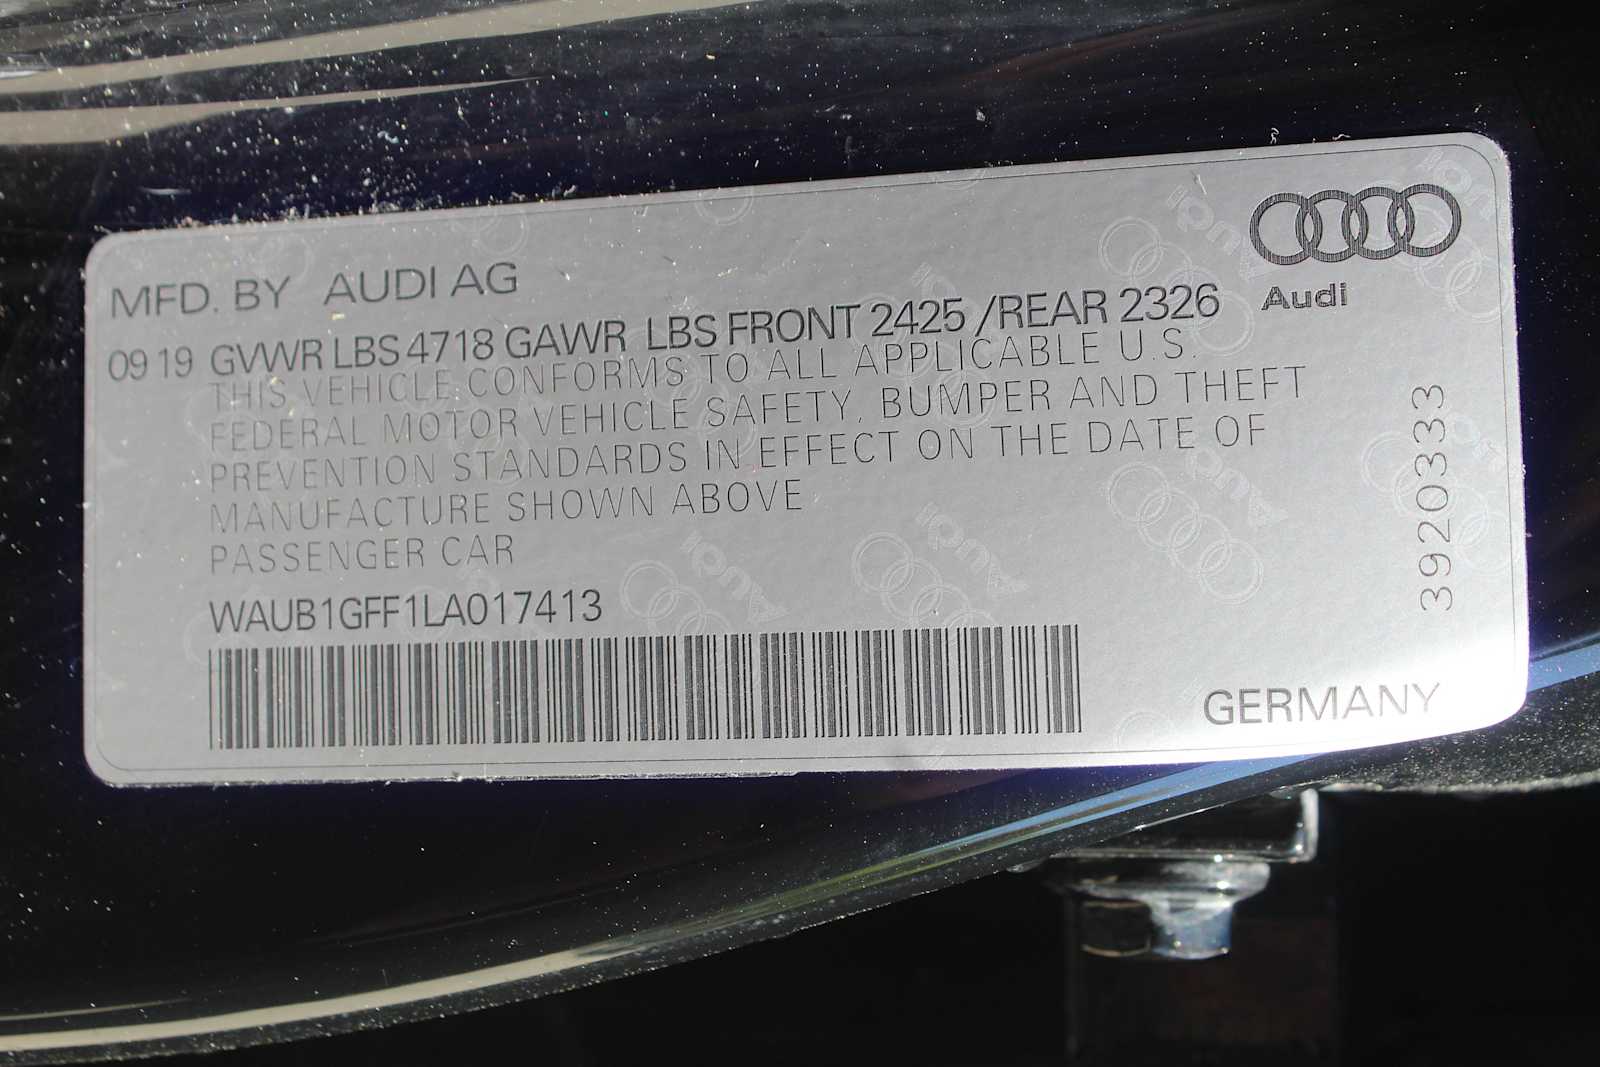 MFD. BY AUDI AG
Audi
09 19 GVWR LBS 4718 GAWR LBS FRONT 2425 /REAR 2326
THIS VEHICLE CONFORMS TO ALL APPLICABLE U.S.
FEDERAL MOTOR VEHICLE SAFETY, BUMPER AND THEFT
PREVENTION STANDARDS IN EFFECT ON THE DATE OF
MANUFACTURE SHOWN ABOVE
PASSENGER CAR
WAUB1GFF1LA017413
3920333
GERMANY